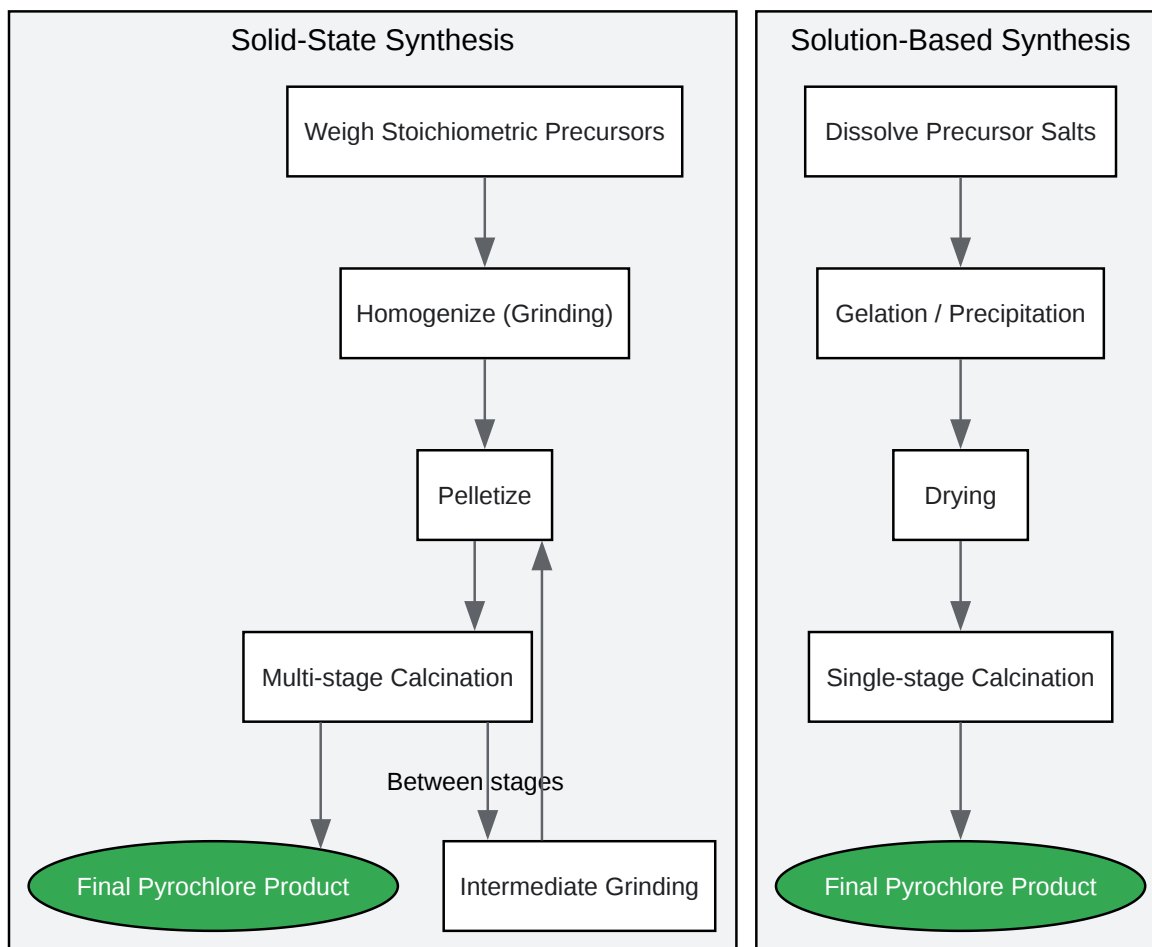 Solid-State Synthesis
Weigh Stoichiometric Precursors
Homogenize (Grinding)
Pelletize
Multi-stage Calcination
Between stages
Final Pyrochlore Product
Intermediate Grinding
Solution-Based Synthesis
Dissolve Precursor Salts
Gelation / Precipitation
Drying
Single-stage Calcination
Final Pyrochlore Product